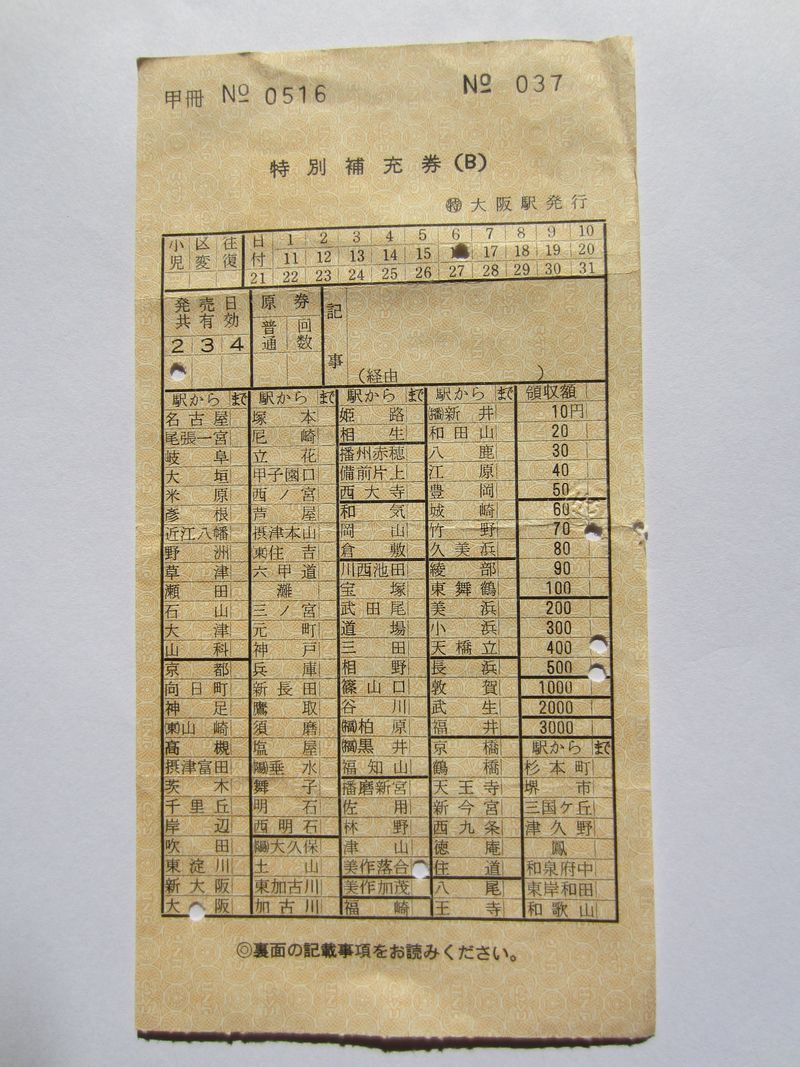 甲冊 № 0516 № 037
特別補充券(B)
㊕大阪駅発行
小 区 往 日 1 2 3 4 5 6 7 8 9 10
児 変 復 付 11 12 13 14 15 17 18 19 20
21 22 23 24 25 26 27 28 29 30 31
発売日 原券 記
共有効 普 回
2 3 4 通 数 事
(経由 )
駅から まで 駅から まで 駅から まで 駅から まで 領収額
名古屋 塚本 姫路 (播)新井 10円
尾張一宮 尼崎 相生 和田山 20
岐阜 立花 播州赤穂 八鹿 30
大垣 甲子園口 備前片上 江原 40
米原 西ノ宮 西大寺 豊岡 50
彦根 芦屋 和気 城崎 60
近江八幡 摂津本山 岡山 竹野 70
野洲 (東)住吉 倉敷 久美浜 80
草津 六甲道 川西池田 綾部 90
瀬田 灘 宝塚 東舞鶴 100
石山 三ノ宮 武田尾 美浜 200
大津 元町 道場 小浜 300
山科 神戸 三田 天橋立 400
京都 兵庫 相野 長浜 500
向日町 新長田 篠山口 敦賀 1000
神足 鷹取 谷川 武生 2000
(東)山崎 須磨 (福)柏原 福井 3000
高槻 塩屋 (福)黒井 京橋 駅から まで
摂津富田 (陽)垂水 福知山 鶴橋 杉本町
茨木 舞子 播磨新宮 天王寺 堺市
千里丘 明石 佐用 新今宮 三国ケ丘
岸辺 西明石 林野 西九条 津久野
吹田 (陽)大久保 津山 徳庵 鳳
東淀川 土山 美作落合 住道 和泉府中
新大阪 東加古川 美作加茂 八尾 東岸和田
大阪 加古川 福崎 王寺 和歌山
◎裏面の記載事項をお読みください。